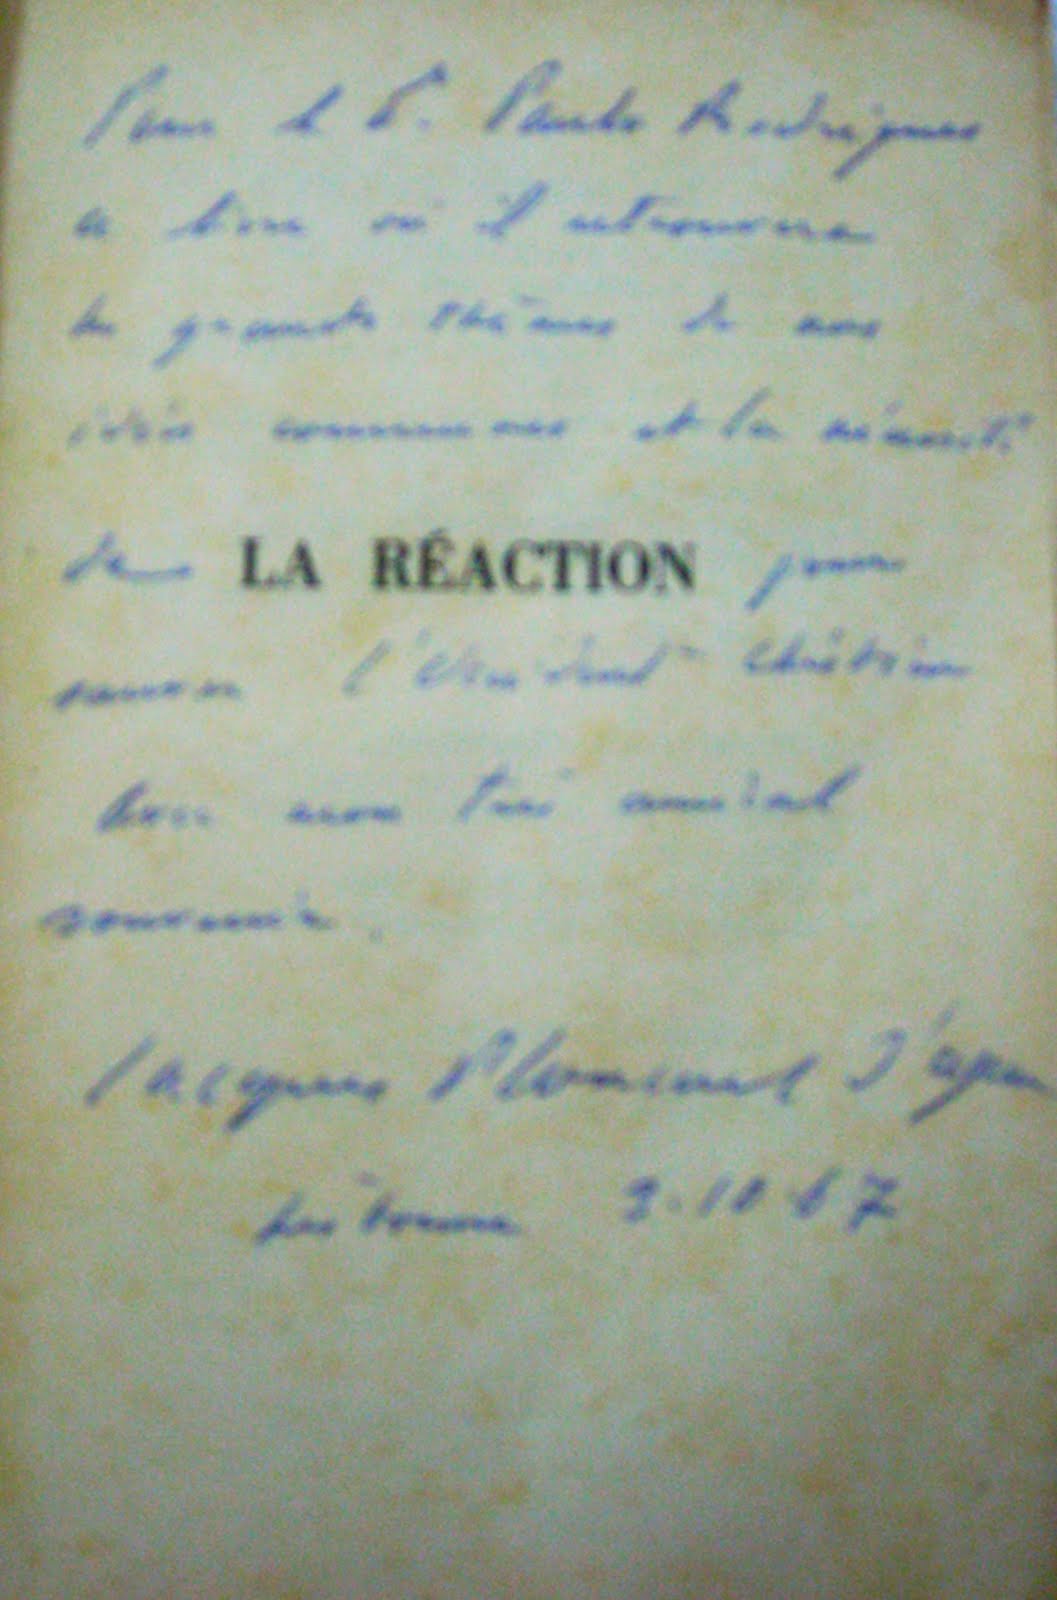 Pour le Dr. Paulo Rodrigues
ce livre où il retrouvera
les grands thèmes de nos
idées communes et la nécessité
de LA RÉACTION pour
sauver l'Occident Chrétien
Avec mon très amical
souvenir.
Jacques Ploncard d'Assac
Lisbonne 2.10.67